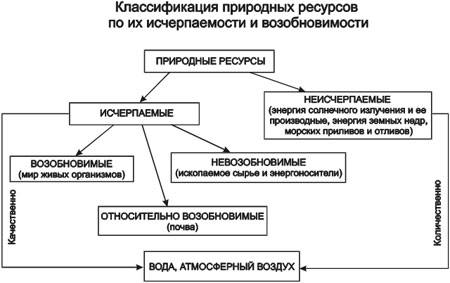 Классификация природных ресурсов
по их исчерпаемости и возобновимости
ПРИРОДНЫЕ РЕСУРСЫ
ИСЧЕРПАЕМЫЕ
НЕИСЧЕРПАЕМЫЕ
(энергия солнечного излучения и ее
производные, энергия земных недр,
морских приливов и отливов)
ВОЗОБНОВИМЫЕ
(мир живых организмов)
НЕВОЗОБНОВИМЫЕ
(ископаемое сырье и энергоносители)
ОТНОСИТЕЛЬНО ВОЗОБНОВИМЫЕ
(почва)
Качественно
Количественно
ВОДА, АТМОСФЕРНЫЙ ВОЗДУХ